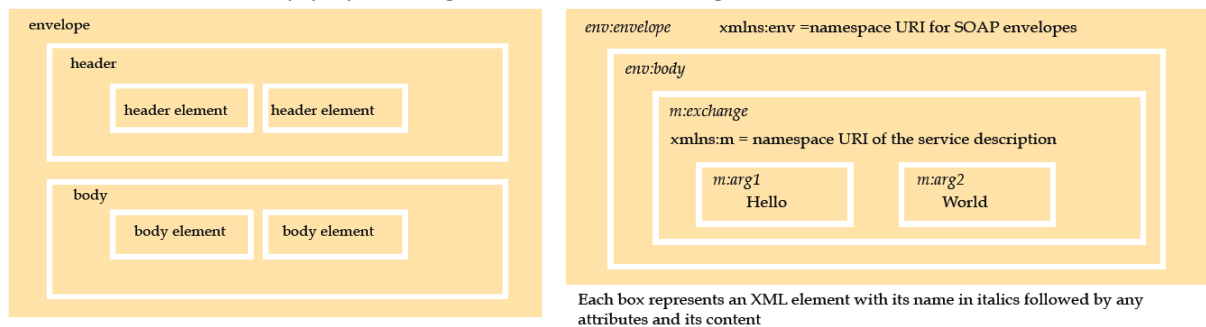 envelope
header
header element
header element
body
body element
body element
env:envelope xmlns:env =namespace URI for SOAP envelopes
env:body
m:exchange
xmlns:m = namespace URI of the service description
m:arg1
Hello
m:arg2
World
Each box represents an XML element with its name in italics followed by any
attributes and its content